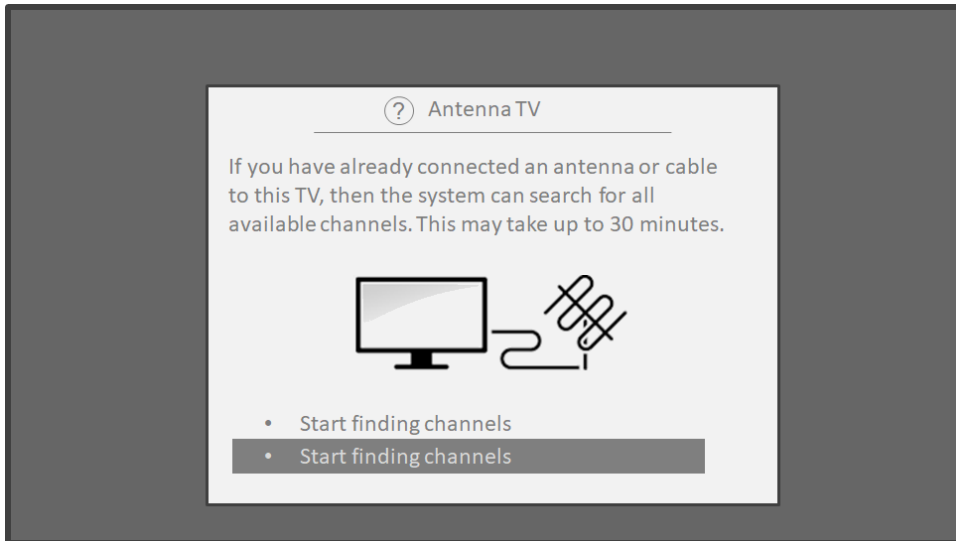 ? Antenna TV
If you have already connected an antenna or cable
to this TV, then the system can search for all
available channels. This may take up to 30 minutes.
• Start finding channels
• Start finding channels